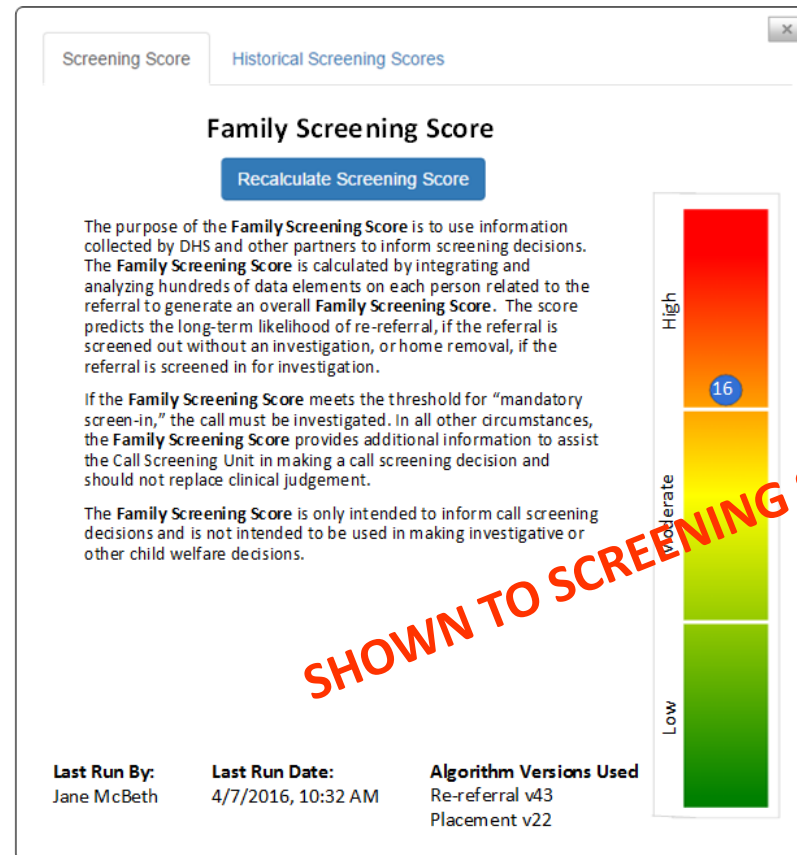 ×
Screening Score
Historical Screening Scores
Family Screening Score
Recalculate Screening Score
The purpose of the Family Screening Score is to use information
collected by DHS and other partners to inform screening decisions.
The Family Screening Score is calculated by integrating and
analyzing hundreds of data elements on each person related to the
referral to generate an overall Family Screening Score. The score
predicts the long-term likelihood of re-referral, if the referral is
screened out without an investigation, or home removal, if the
referral is screened in for investigation.
If the Family Screening Score meets the threshold for “mandatory
screen-in,” the call must be investigated. In all other circumstances,
the Family Screening Score provides additional information to assist
the Call Screening Unit in making a call screening decision and
should not replace clinical judgement.
The Family Screening Score is only intended to inform call screening
decisions and is not intended to be used in making investigative or
other child welfare decisions.
High
16
Moderate
Low
SHOWN TO SCREENING
Last Run By:
Jane McBeth
Last Run Date:
4/7/2016, 10:32 AM
Algorithm Versions Used
Re-referral v43
Placement v22